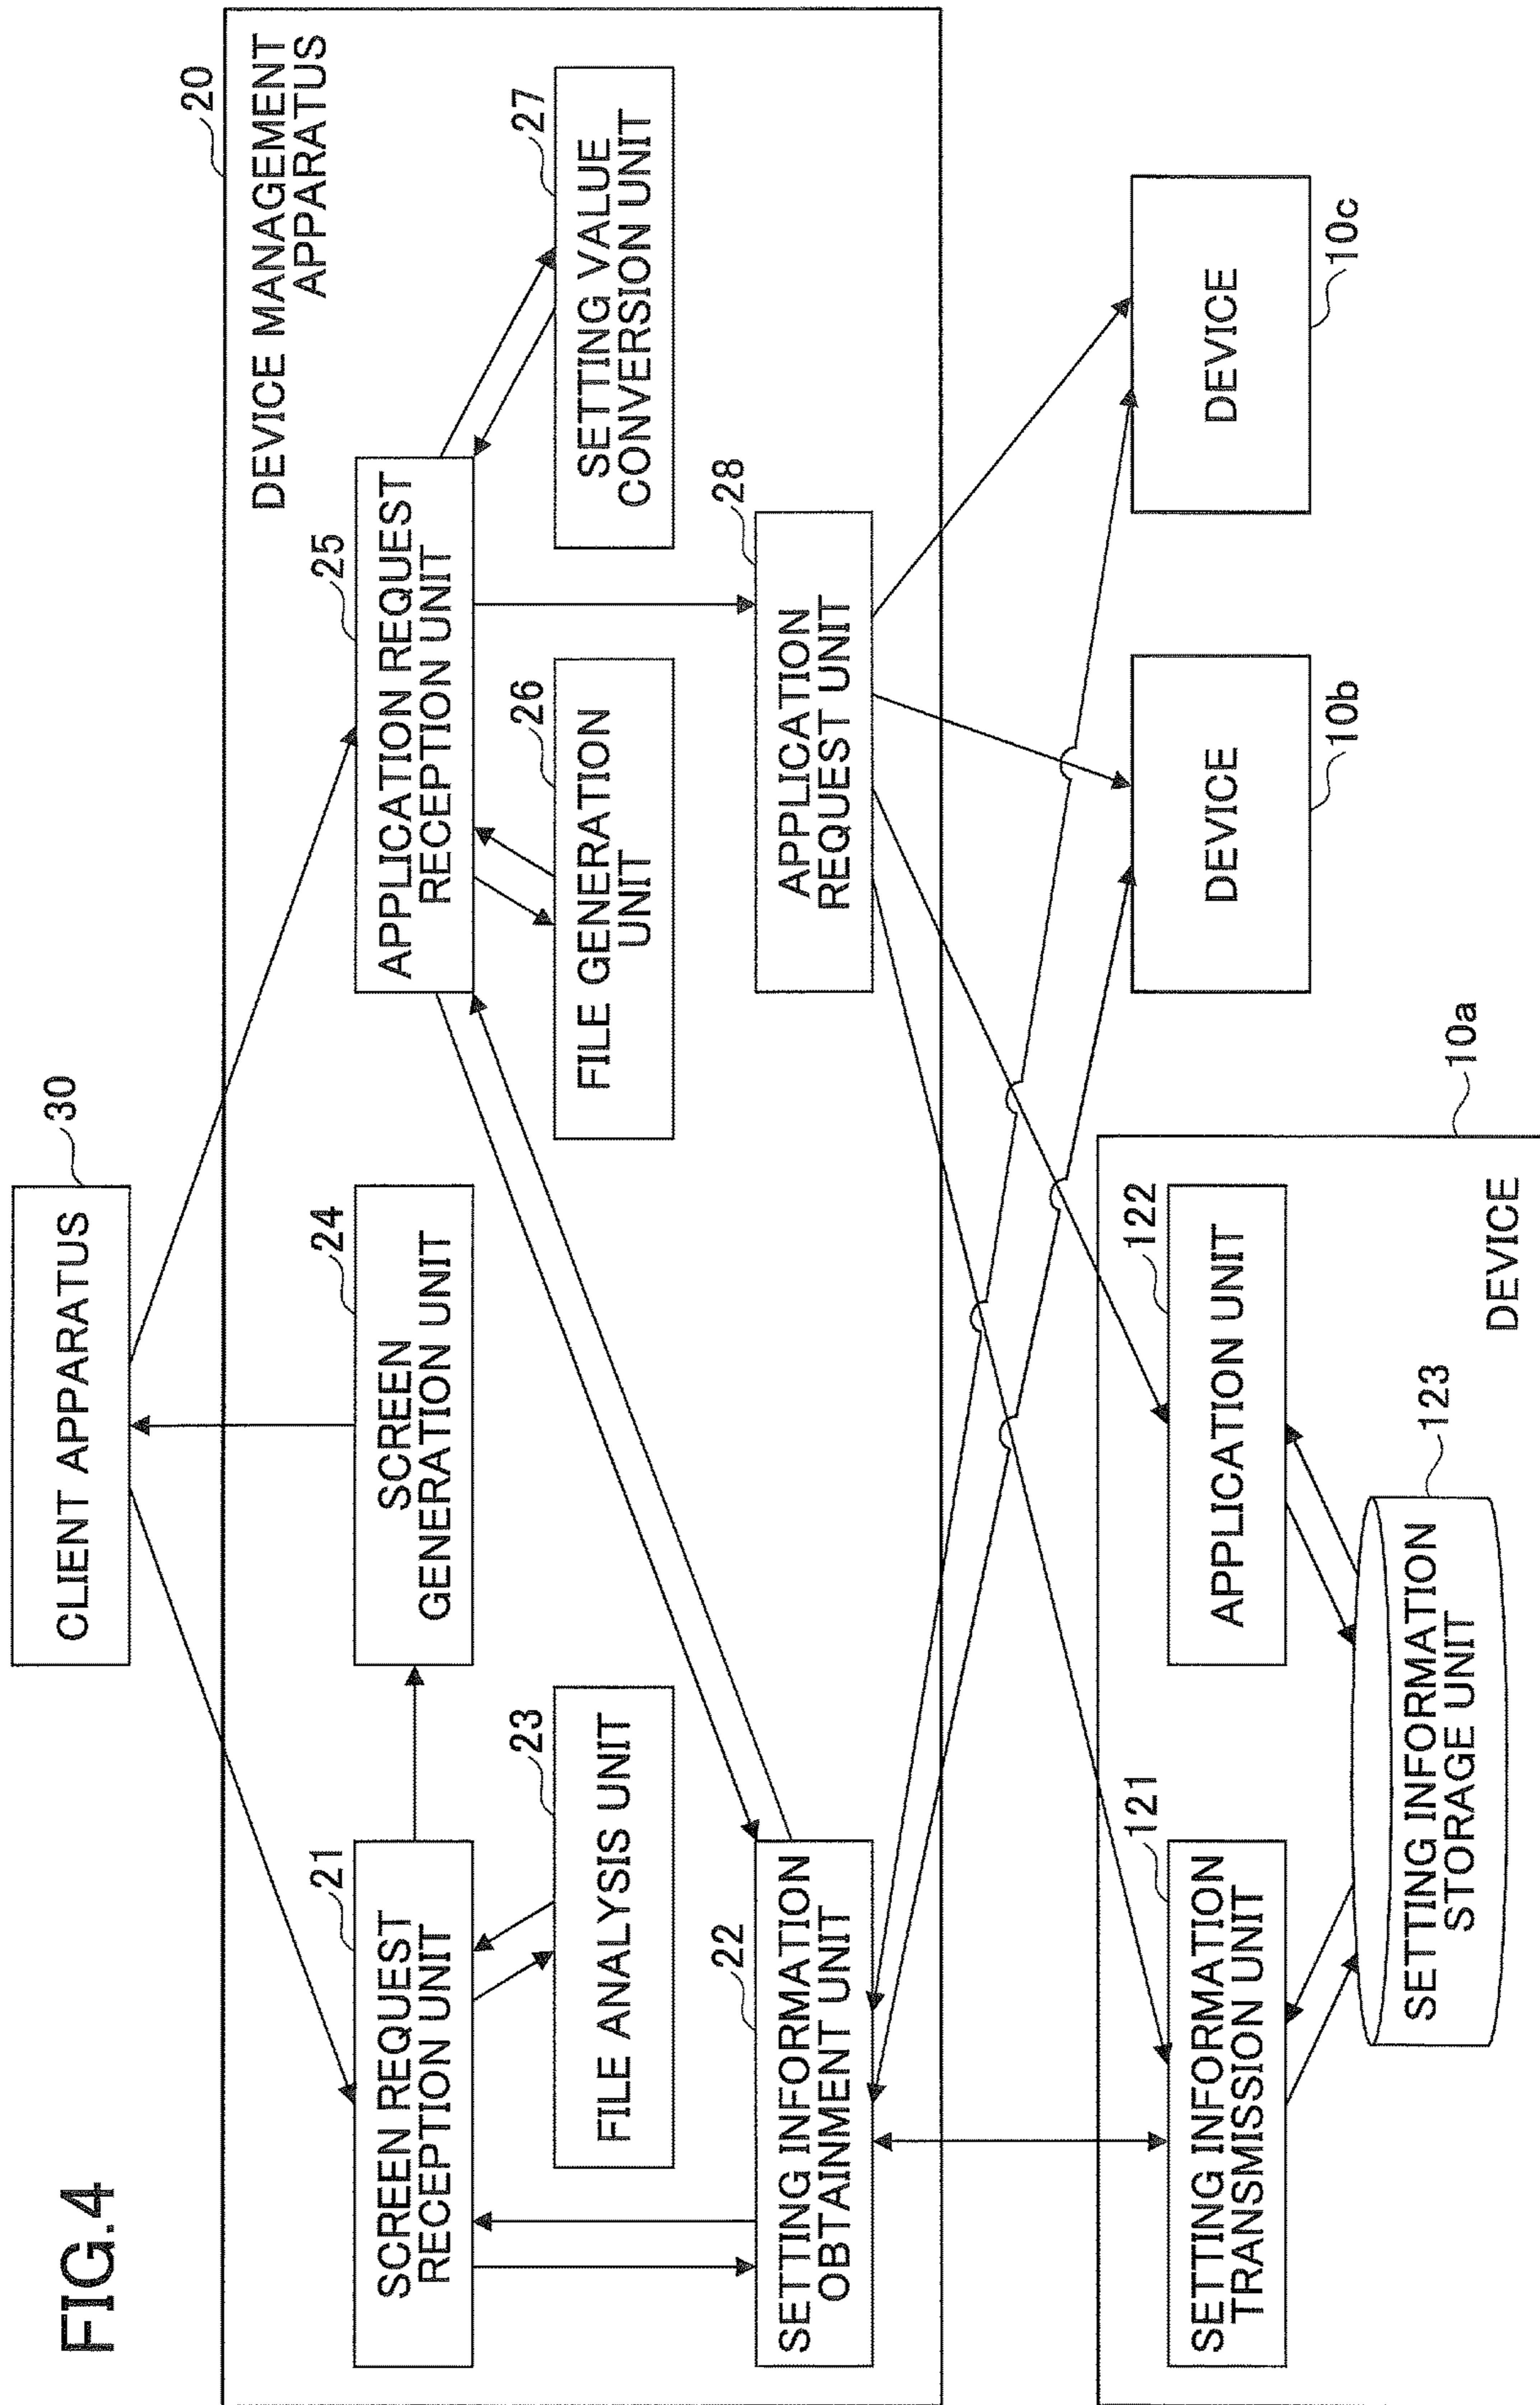 FIG.4
CLIENT APPARATUS
30
20
DEVICE MANAGEMENT
APPARATUS
21
SCREEN REQUEST
RECEPTION UNIT
24
SCREEN
GENERATION UNIT
25
APPLICATION REQUEST
RECEPTION UNIT
23
FILE ANALYSIS UNIT
26
FILE GENERATION
UNIT
27
SETTING VALUE
CONVERSION UNIT
22
SETTING INFORMATION
OBTAINMENT UNIT
28
APPLICATION
REQUEST UNIT
10a
121
SETTING INFORMATION
TRANSMISSION UNIT
122
APPLICATION UNIT
DEVICE
10b
DEVICE
10c
123
SETTING INFORMATION
STORAGE UNIT
DEVICE